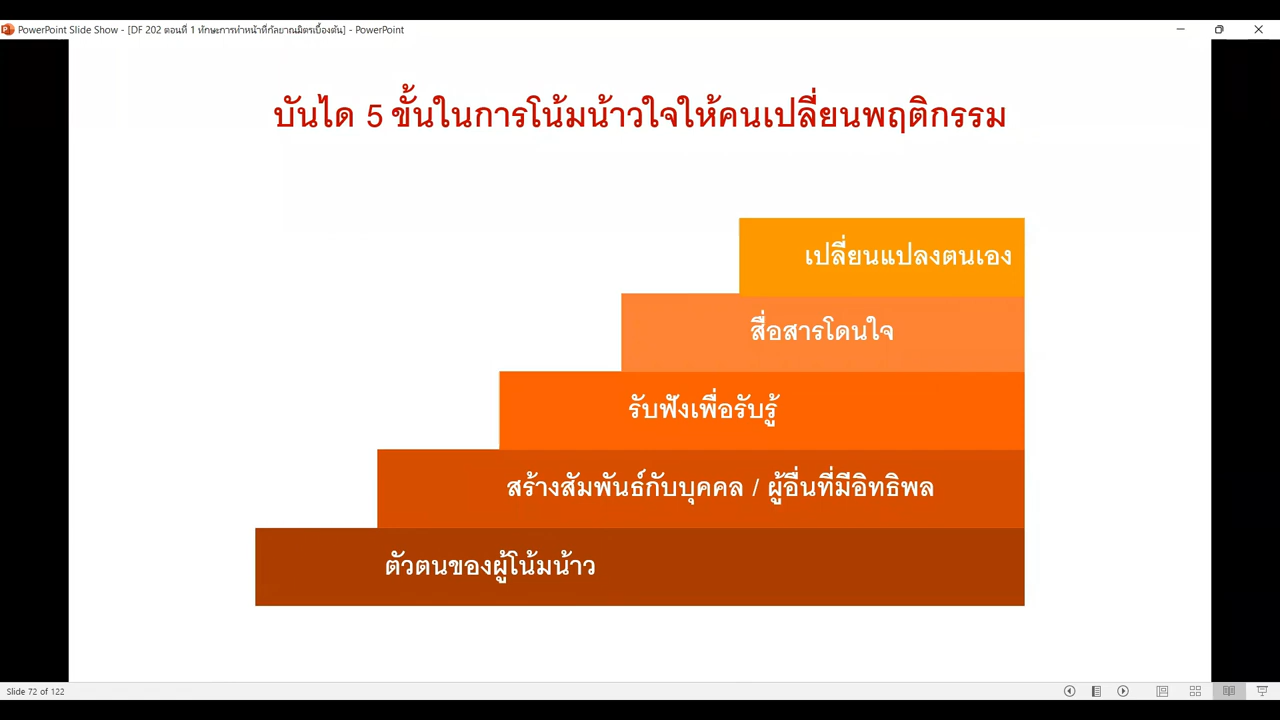 PowerPoint Slide Show - [DF 202 ตอนที่ 1 ทักษะการทำหน้าที่กัลยาณมิตรเบื้องต้น] - PowerPoint
บันได 5 ขั้นในการโน้มน้าวใจให้คนเปลี่ยนพฤติกรรม
เปลี่ยนแปลงตนเอง
สื่อสารโดนใจ
รับฟังเพื่อรับรู้
สร้างสัมพันธ์กับบุคคล / ผู้อื่นที่มีอิทธิพล
ตัวตนของผู้โน้มน้าว
Slide 72 of 122